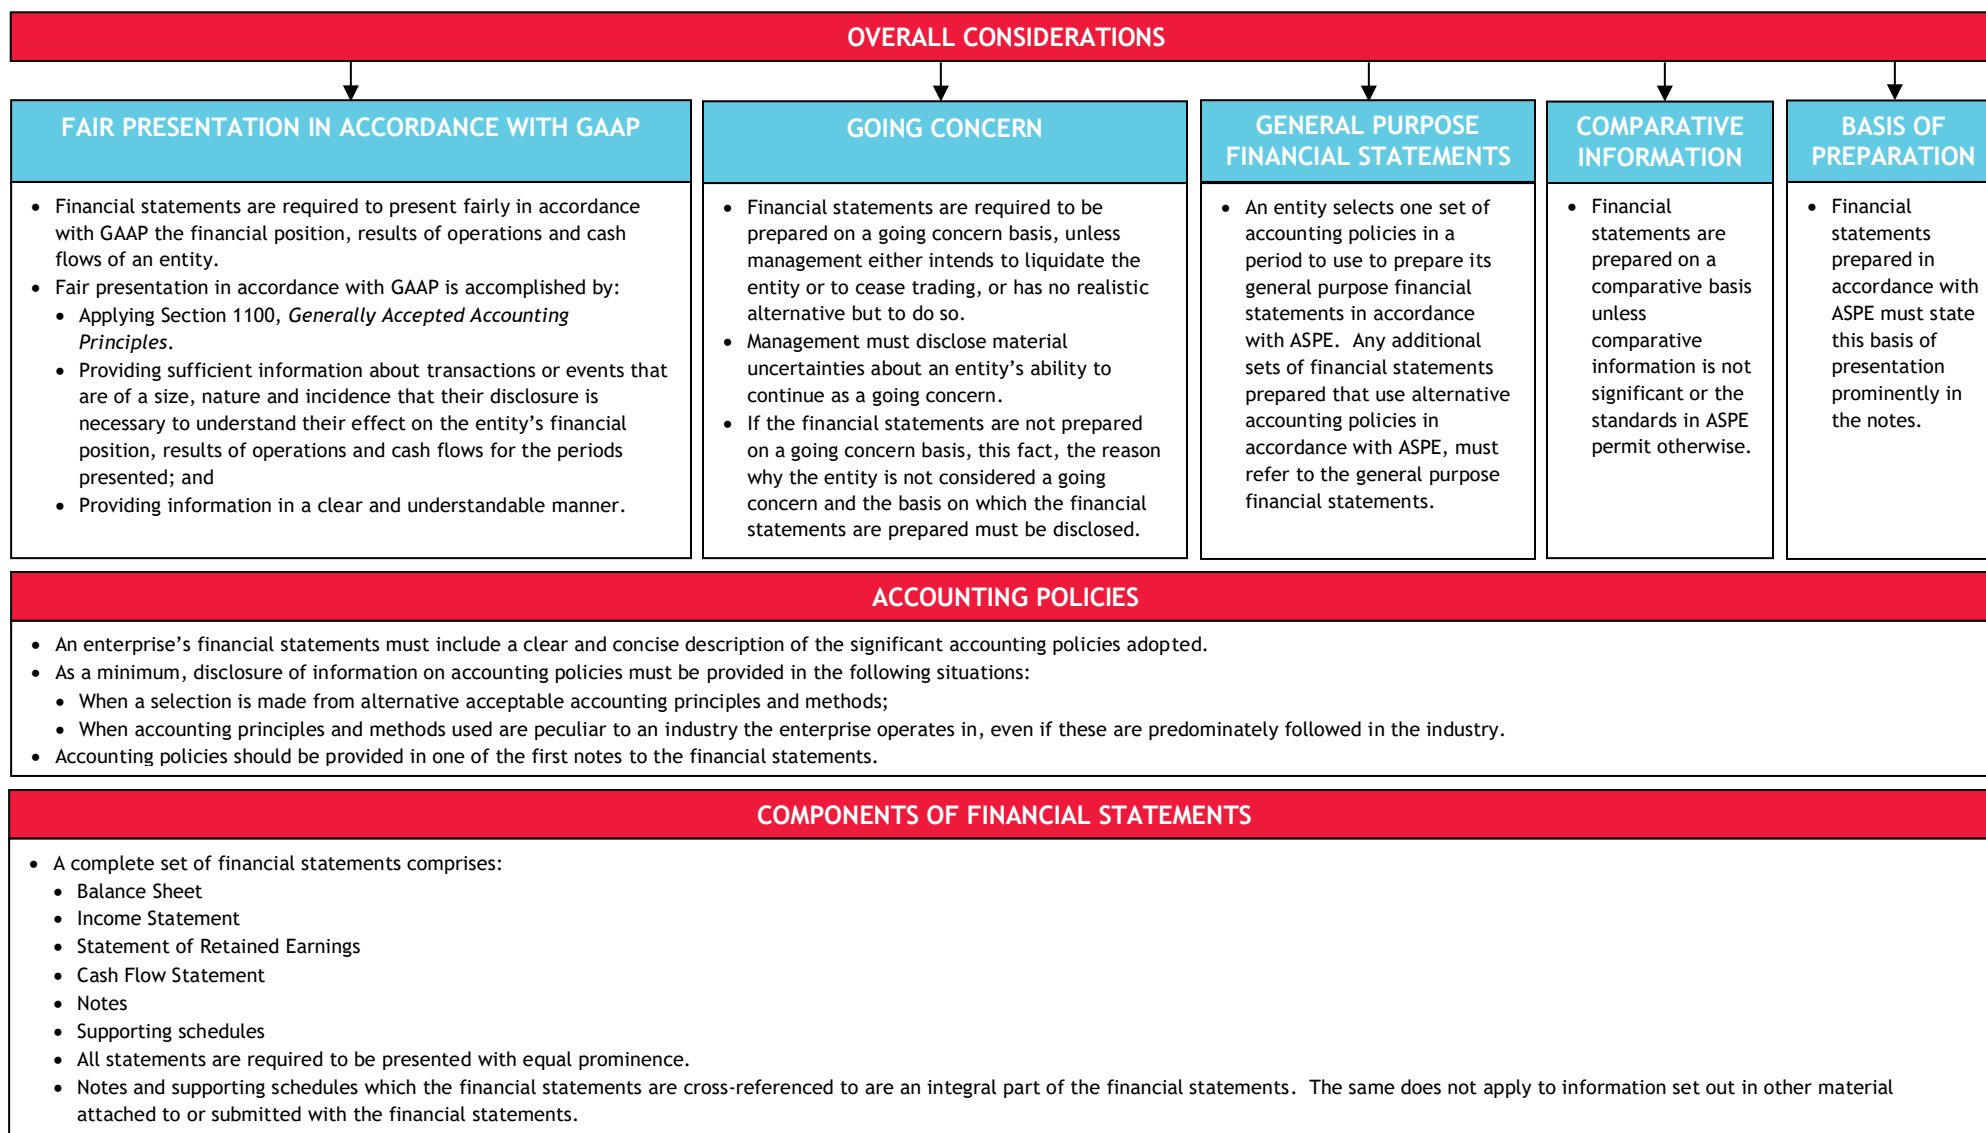 OVERALL CONSIDERATIONS
FAIR PRESENTATION IN ACCORDANCE WITH GAAP
• Financial statements are required to present fairly in accordance
with GAAP the financial position, results of operations and cash
flows of an entity.
• Fair presentation in accordance with GAAP is accomplished by:
• Applying Section 1100, Generally Accepted Accounting
Principles.
• Providing sufficient information about transactions or events that
are of a size, nature and incidence that their disclosure is
necessary to understand their effect on the entity’s financial
position, results of operations and cash flows for the periods
presented; and
• Providing information in a clear and understandable manner.
GOING CONCERN
• Financial statements are required to be
prepared on a going concern basis, unless
management either intends to liquidate the
entity or to cease trading, or has no realistic
alternative but to do so.
• Management must disclose material
uncertainties about an entity’s ability to
continue as a going concern.
• If the financial statements are not prepared
on a going concern basis, this fact, the reason
why the entity is not considered a going
concern and the basis on which the financial
statements are prepared must be disclosed.
GENERAL PURPOSE
FINANCIAL STATEMENTS
• An entity selects one set of
accounting policies in a
period to use to prepare its
general purpose financial
statements in accordance
with ASPE. Any additional
sets of financial statements
prepared that use alternative
accounting policies in
accordance with ASPE, must
refer to the general purpose
financial statements.
COMPARATIVE
INFORMATION
• Financial
statements are
prepared on a
comparative basis
unless
comparative
information is not
significant or the
standards in ASPE
permit otherwise.
BASIS OF
PREPARATION
• Financial
statements
prepared in
accordance with
ASPE must state
this basis of
presentation
prominently in
the notes.
ACCOUNTING POLICIES
• An enterprise’s financial statements must include a clear and concise description of the significant accounting policies adopted.
• As a minimum, disclosure of information on accounting policies must be provided in the following situations:
• When a selection is made from alternative acceptable accounting principles and methods;
• When accounting principles and methods used are peculiar to an industry the enterprise operates in, even if these are predominately followed in the industry.
• Accounting policies should be provided in one of the first notes to the financial statements.
COMPONENTS OF FINANCIAL STATEMENTS
• A complete set of financial statements comprises:
• Balance Sheet
• Income Statement
• Statement of Retained Earnings
• Cash Flow Statement
• Notes
• Supporting schedules
• All statements are required to be presented with equal prominence.
• Notes and supporting schedules which the financial statements are cross-referenced to are an integral part of the financial statements. The same does not apply to information set out in other material
attached to or submitted with the financial statements.